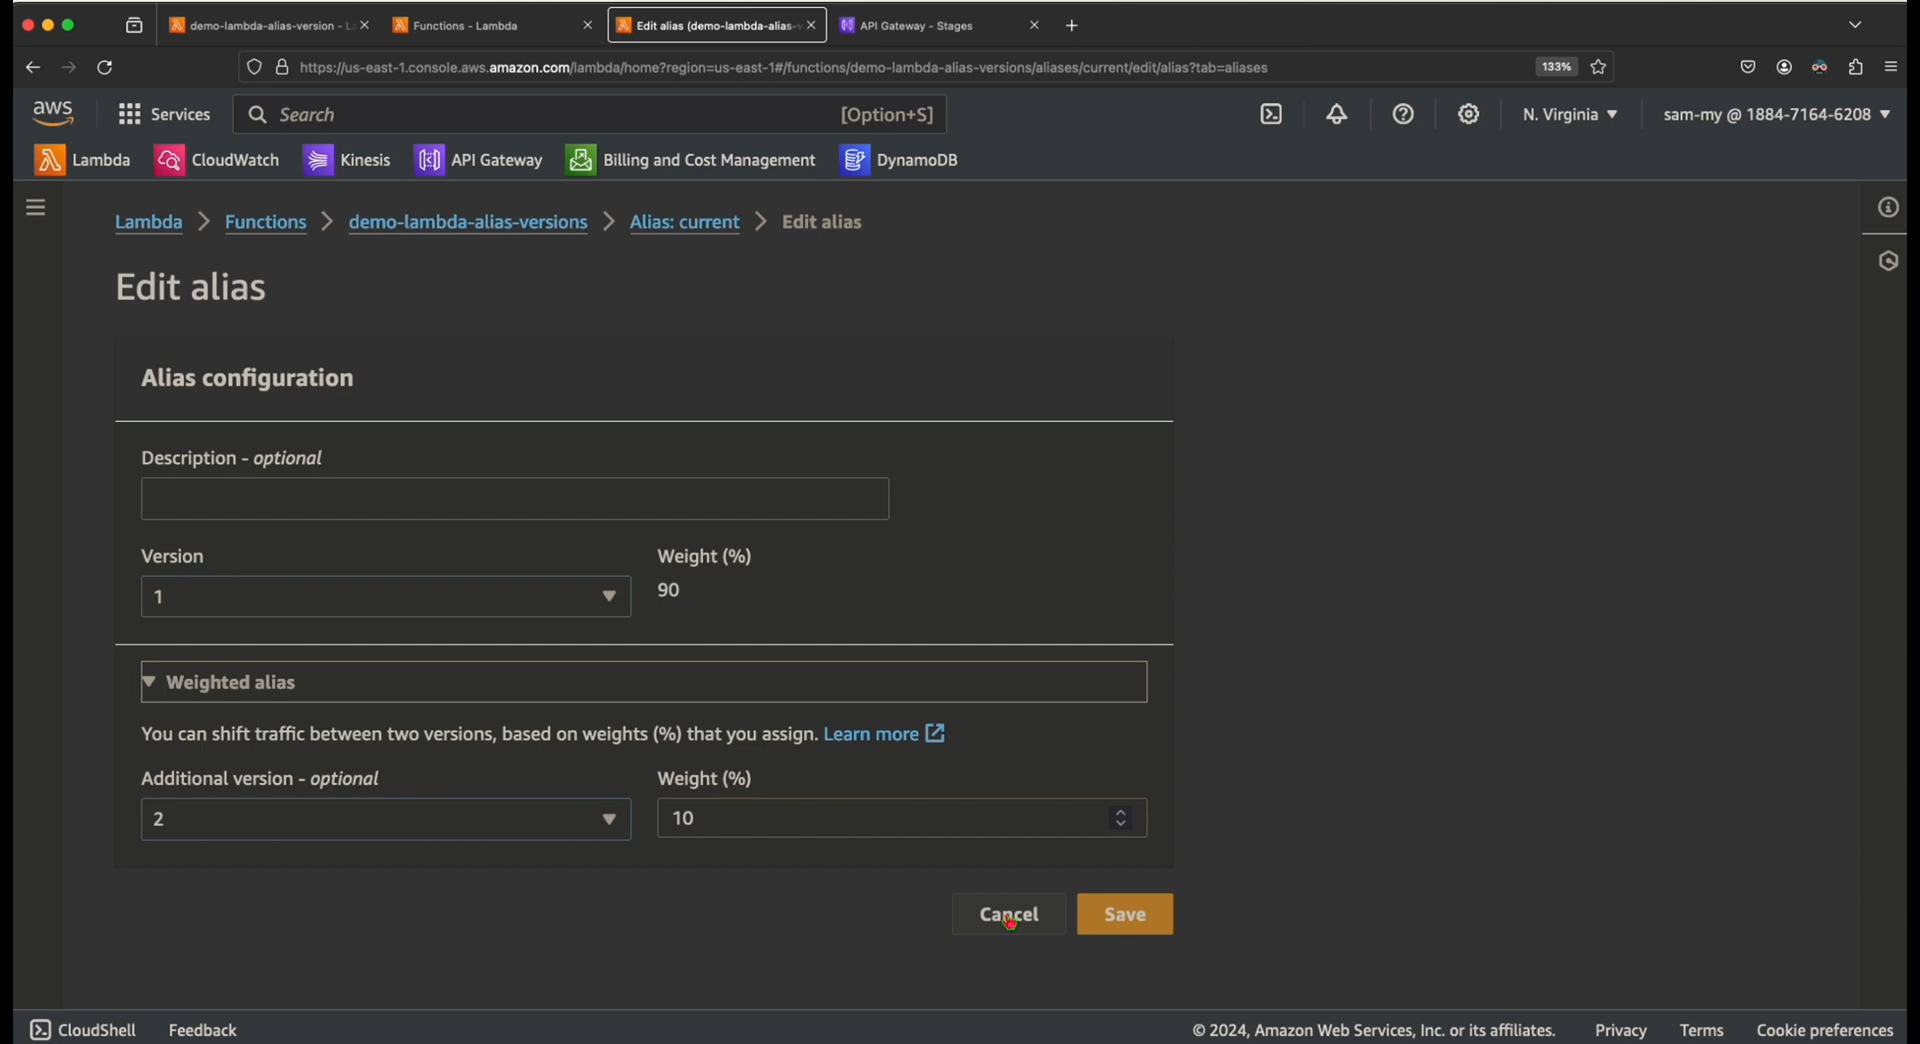 demo-lambda-alias-version - L
Functions - Lambda
Edit alias (demo-lambda-alias-
API Gateway - Stages
https://us-east-1.console.aws.amazon.com/lambda/home?region=us-east-1#/functions/demo-lambda-alias-versions/aliases/current/edit/alias?tab=aliases
133%
aws
Services
Search
[Option+S]
N. Virginia
sam-my @ 1884-7164-6208
Lambda
CloudWatch
Kinesis
API Gateway
Billing and Cost Management
DynamoDB
Lambda > Functions > demo-lambda-alias-versions > Alias: current > Edit alias
Edit alias
Alias configuration
Description - optional
Version
Weight (%)
1
90
Weighted alias
You can shift traffic between two versions, based on weights (%) that you assign. Learn more
Additional version - optional
Weight (%)
2
10
Cancel
Save
CloudShell
Feedback
© 2024, Amazon Web Services, Inc. or its affiliates.
Privacy
Terms
Cookie preferences